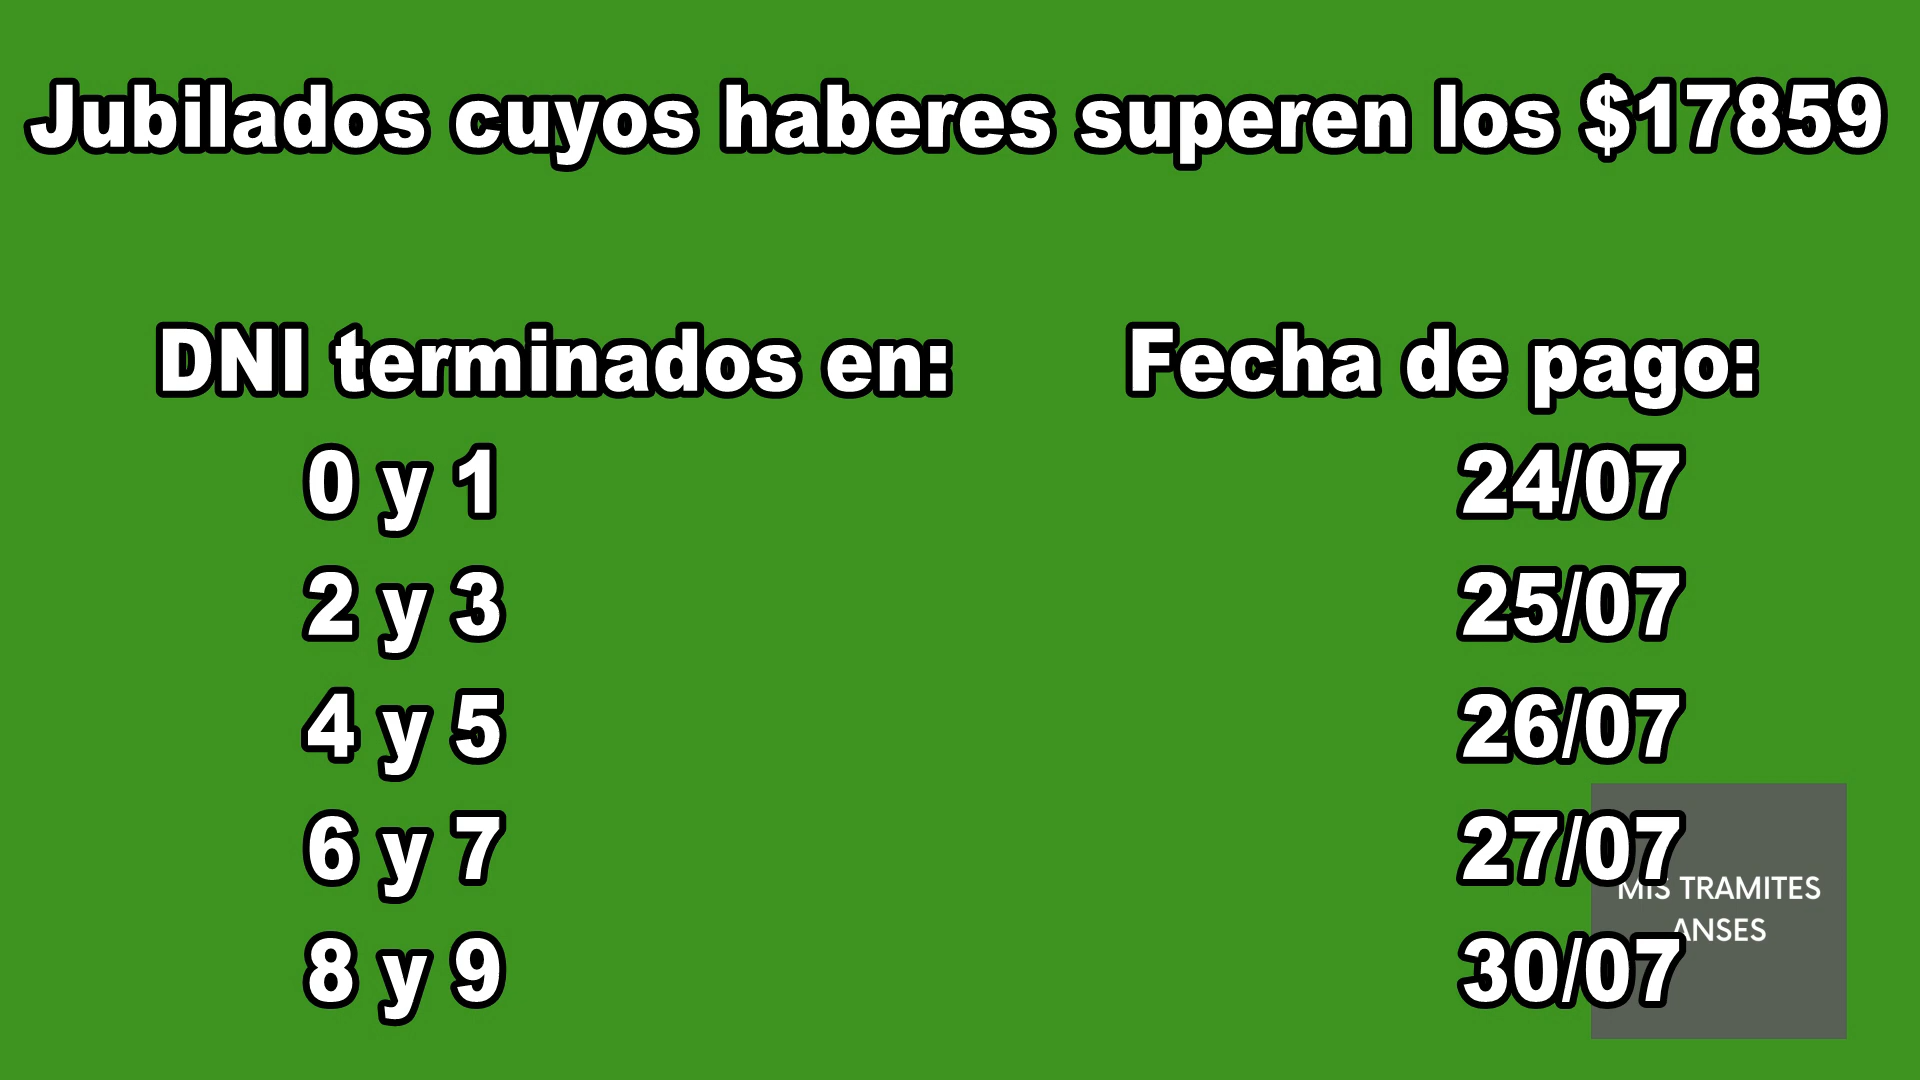 Jubilados cuyos haberes superen los $17859
DNI terminados en: Fecha de pago:
0 y 1 24/07
2 y 3 25/07
4 y 5 26/07
6 y 7 27/07
MIS TRAMITES
ANSES
8 y 9 30/07